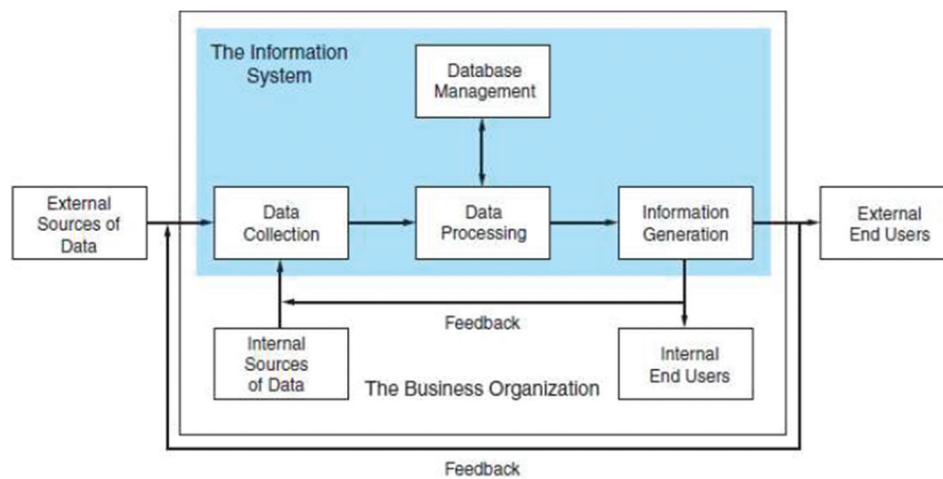 The Information
System
Database
Management
External
Sources of
Data
Data
Collection
Data
Processing
Information
Generation
External
End Users
Feedback
Internal
Sources
of Data
Internal
End Users
The Business Organization
Feedback